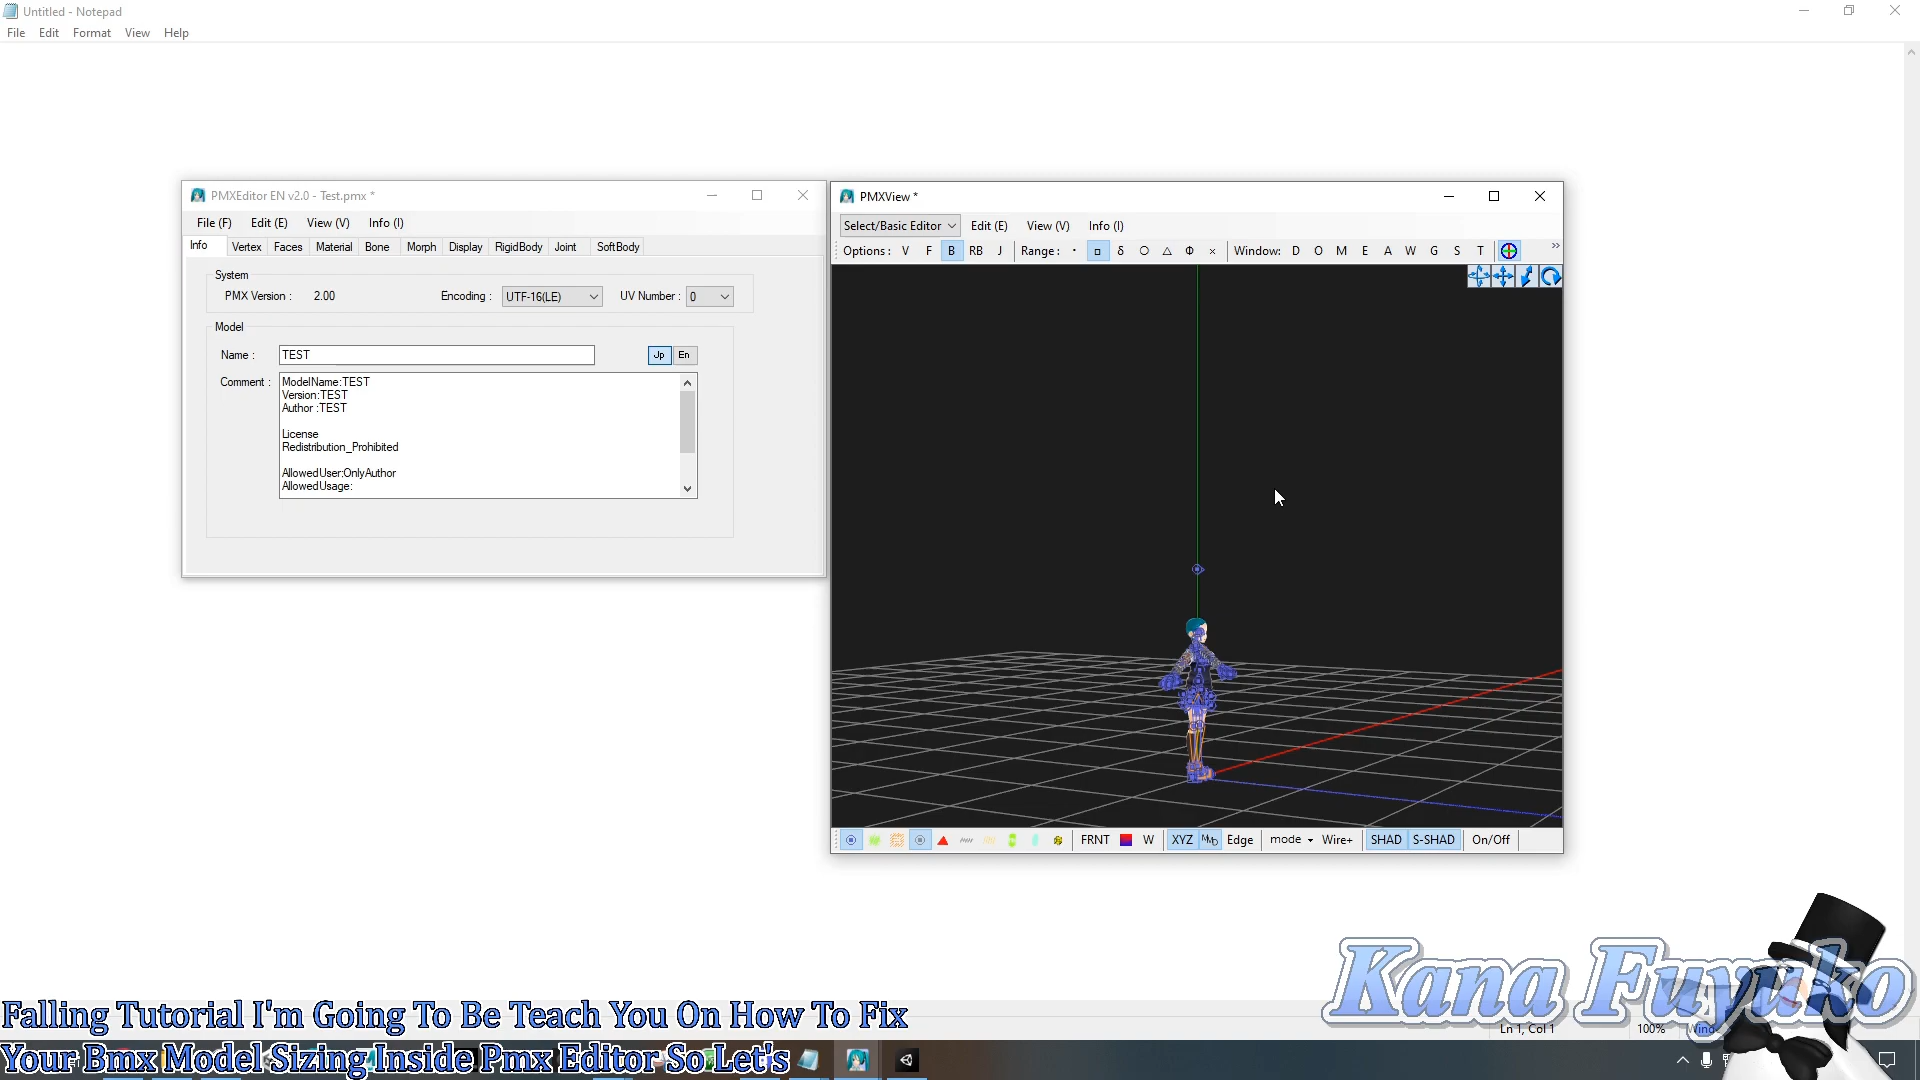 Untitled - Notepad
File Edit Format View Help
PMXEditor EN v2.0 - Test.pmx *
File (F) Edit (E) View (V) Info (I)
Info Vertex Faces Material Bone Morph Display RigidBody Joint SoftBody
System
PMX Version : 2.00 Encoding : UTF-16(LE) UV Number : 0
Model
Name : TEST Jp En
Comment : ModelName:TEST
Version:TEST
Author :TEST
License
Redistribution_Prohibited
AllowedUser:OnlyAuthor
AllowedUsage:
PMXView *
Select/Basic Editor Edit (E) View (V) Info (I)
Options : V F B RB J Range : · □ δ ○ △ Φ × Window: D O M E A W G S T »
FRNT W XYZ MMD Edge mode Wire+ SHAD S-SHAD On/Off
Kana Fuyuko
Ln 1, Col 1 100%
Falling Tutorial I'm Going To Be Teach You On How To Fix
Your Bmx Model Sizing Inside Pmx Editor So Let's